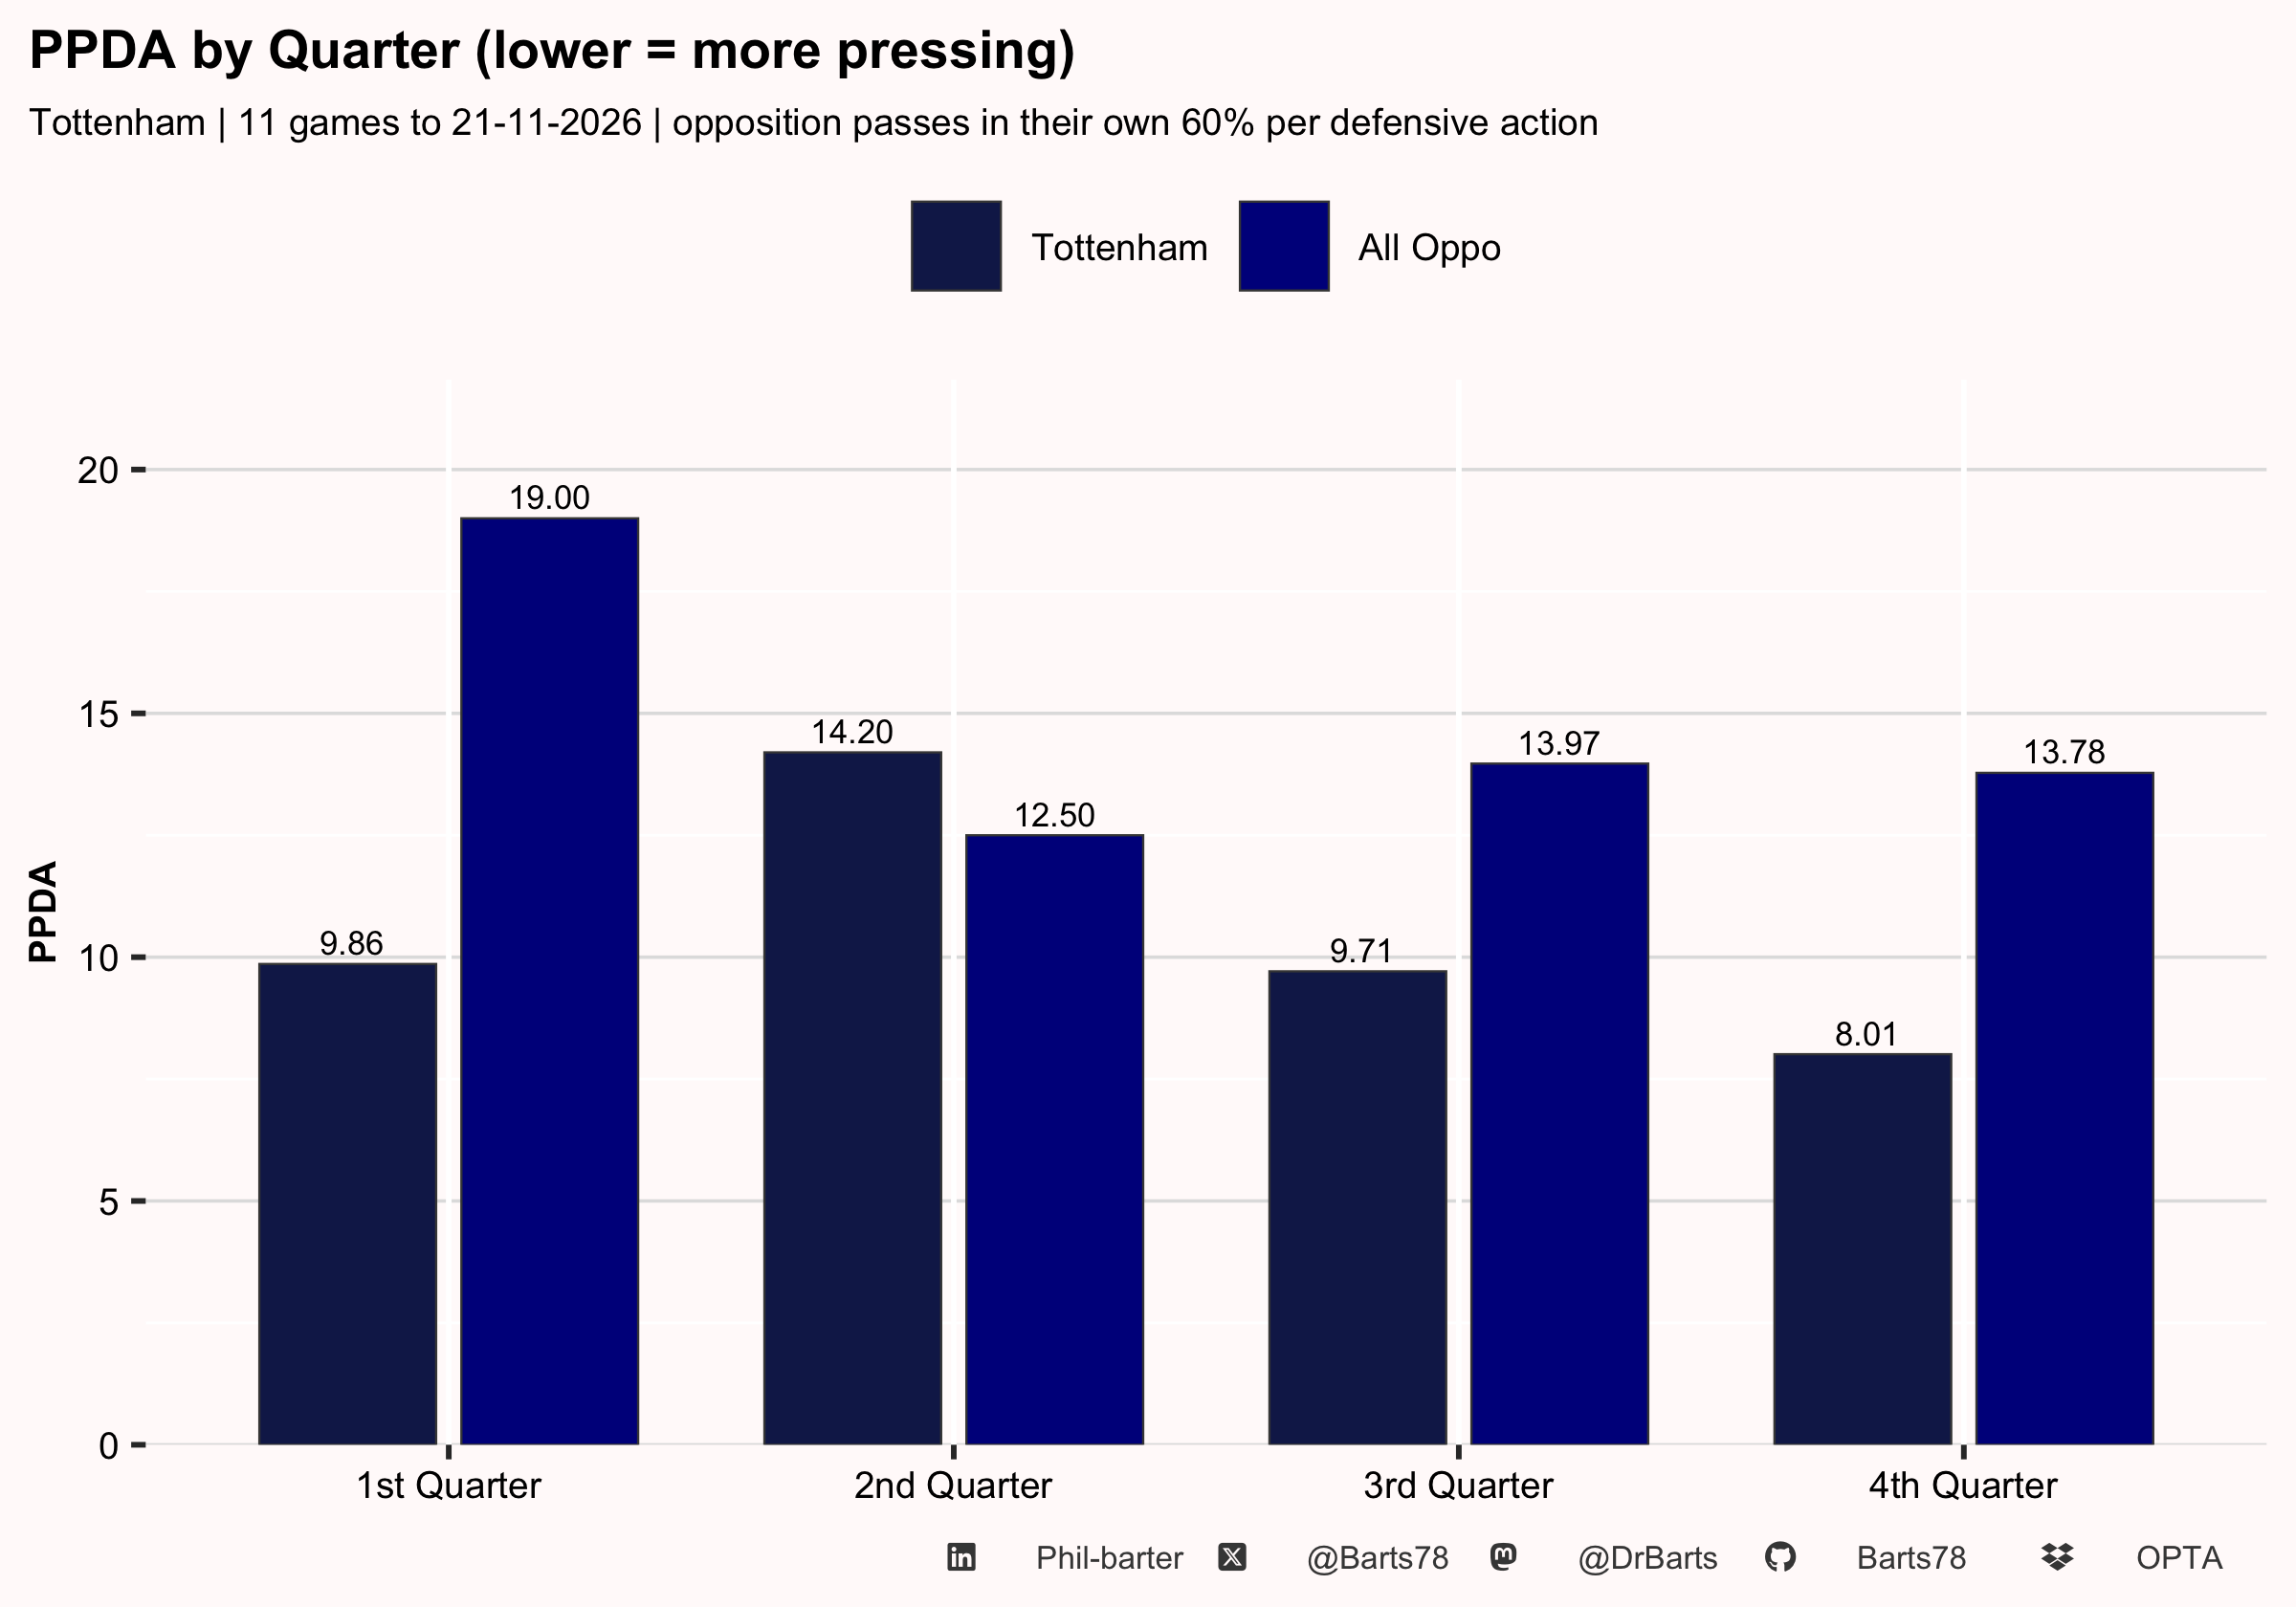 PPDA by Quarter (lower = more pressing)
Tottenham | 11 games to 21-11-2026 | opposition passes in their own 60% per defensive action
Tottenham All Oppo
PPDA
20
15
10
5
0
9.86 19.00 14.20 12.50 9.71 13.97 8.01 13.78
1st Quarter 2nd Quarter 3rd Quarter 4th Quarter
Phil-barter @Barts78 @DrBarts Barts78 OPTA